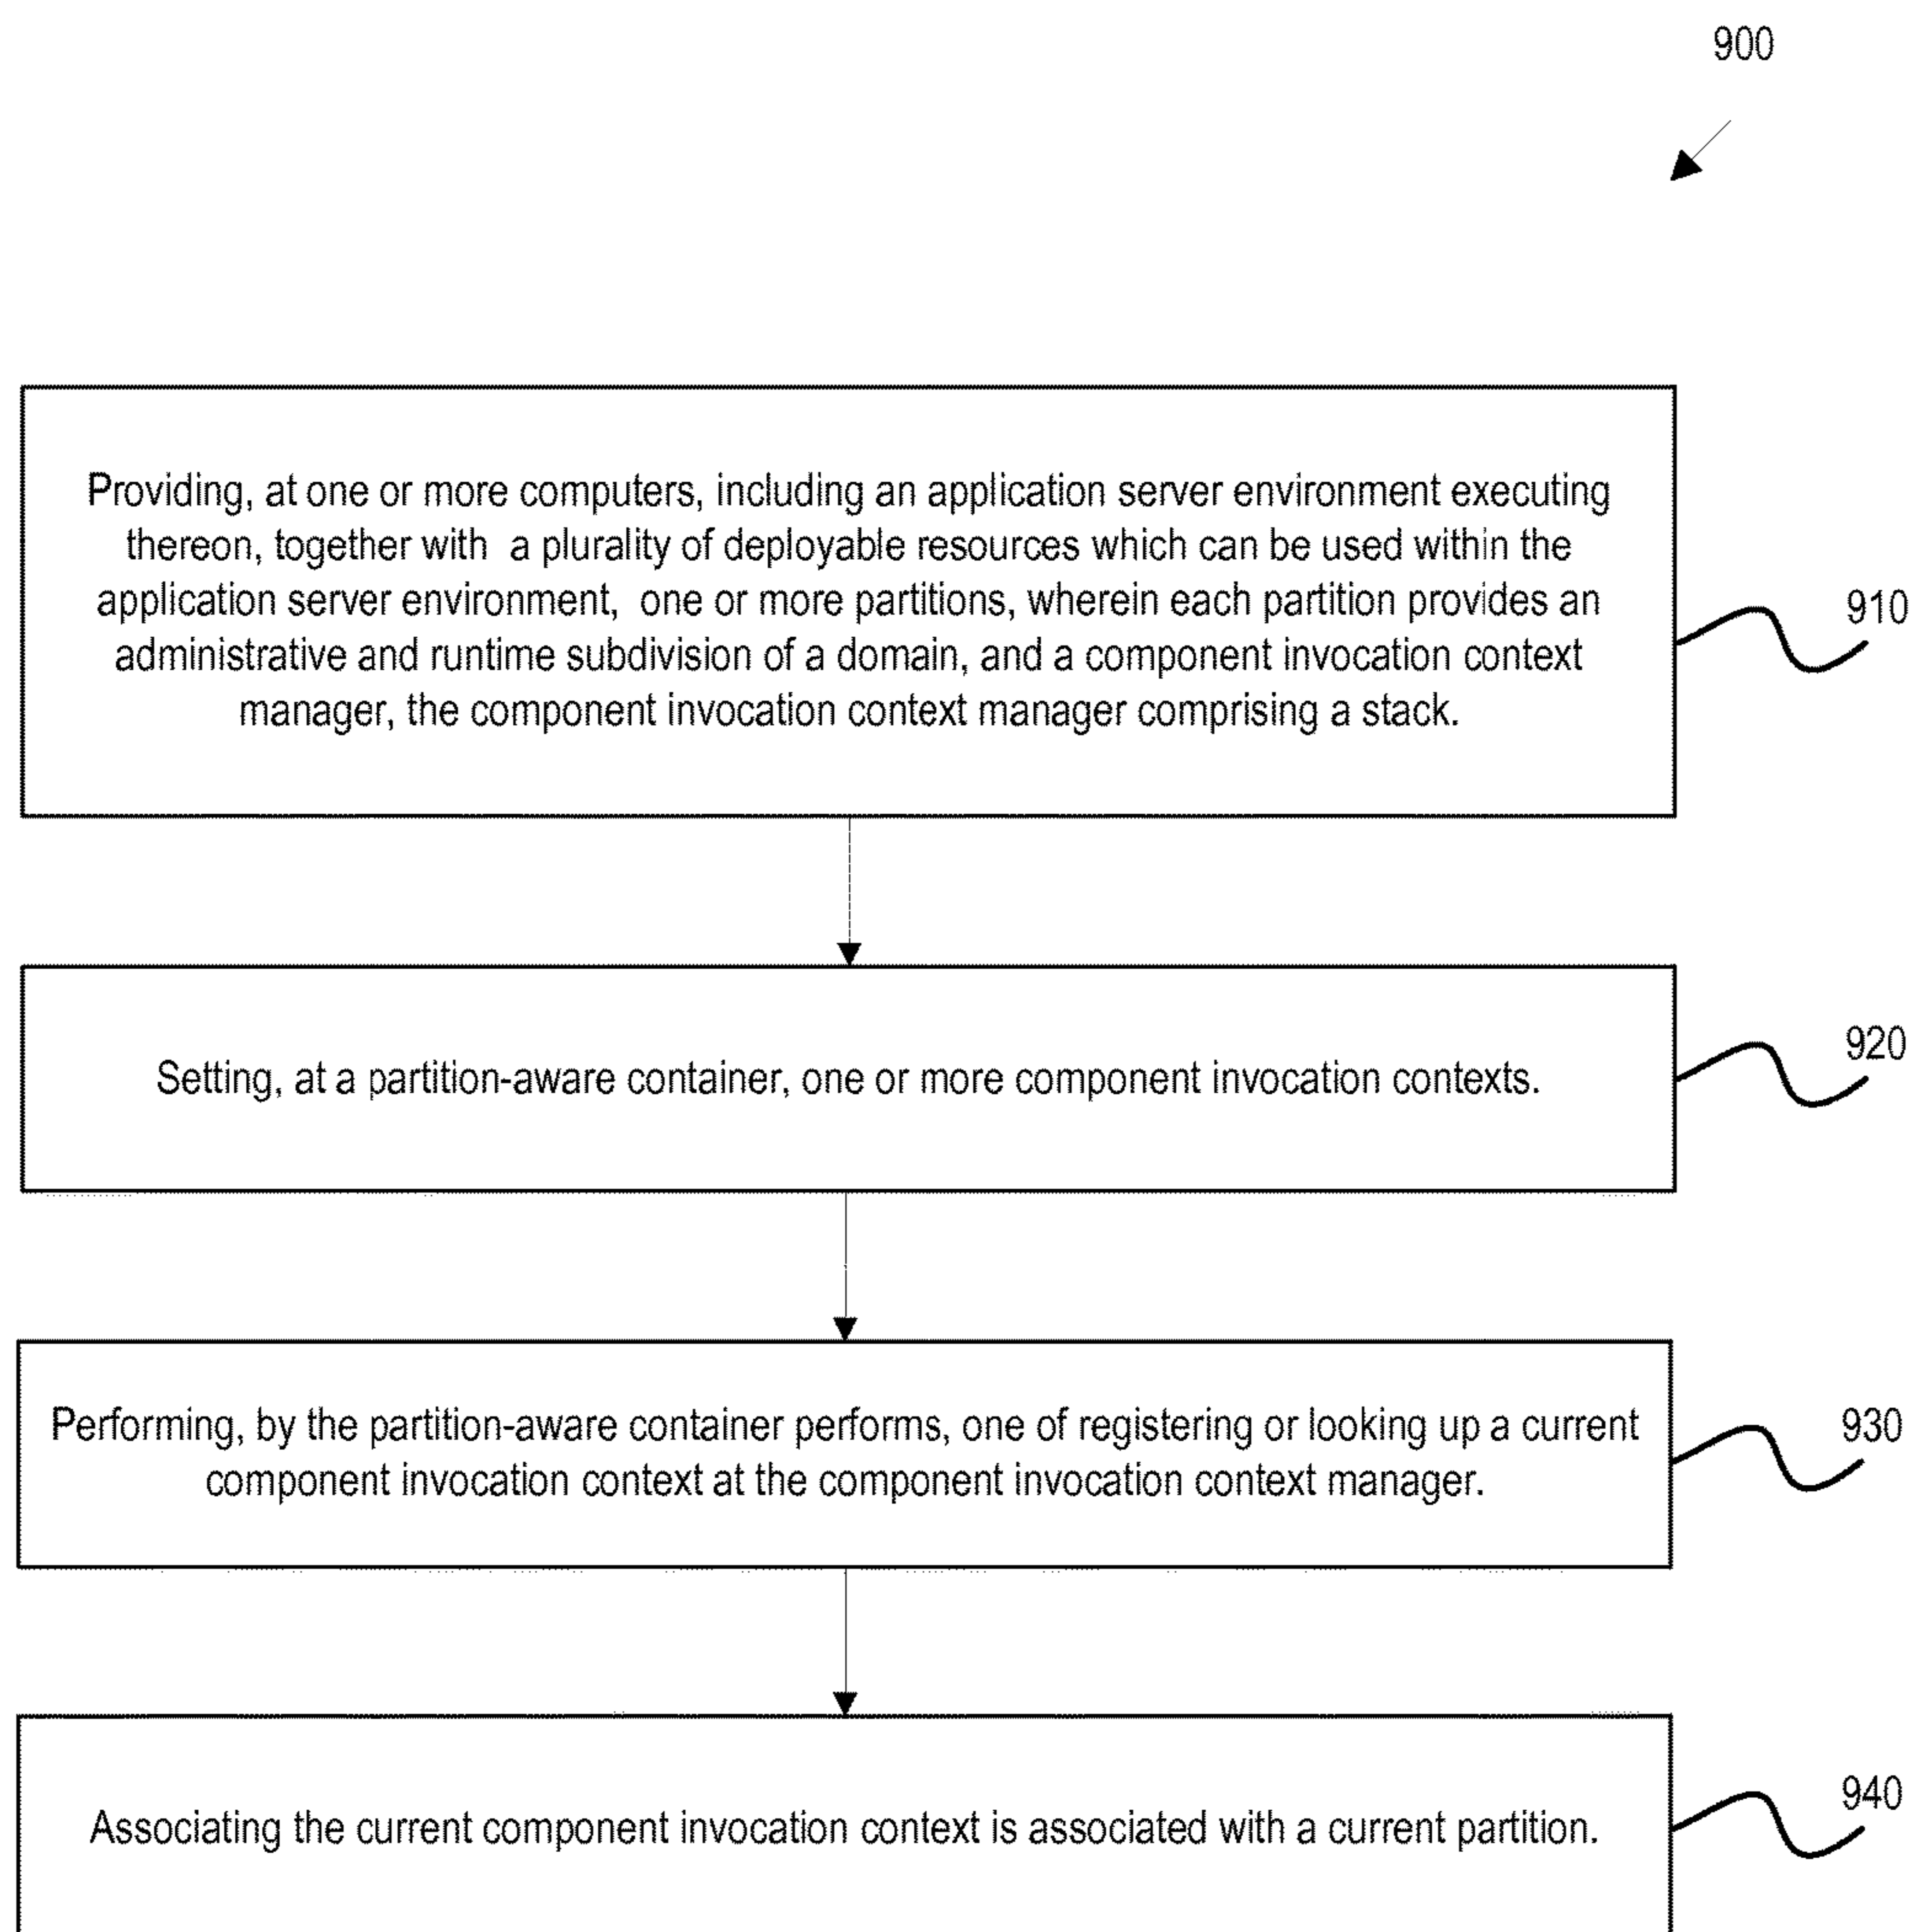 900
Providing, at one or more computers, including an application server environment executing
thereon, together with a plurality of deployable resources which can be used within the
application server environment, one or more partitions, wherein each partition provides an
administrative and runtime subdivision of a domain, and a component invocation context
manager, the component invocation context manager comprising a stack.
910
Setting, at a partition-aware container, one or more component invocation contexts.
920
Performing, by the partition-aware container performs, one of registering or looking up a current
component invocation context at the component invocation context manager.
930
Associating the current component invocation context is associated with a current partition.
940